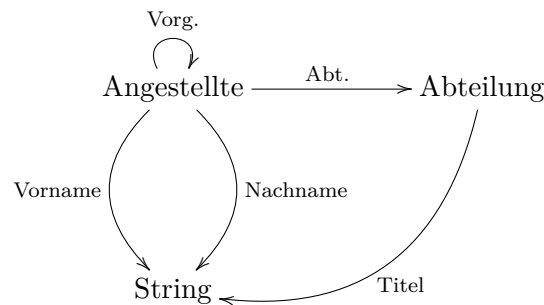 Vorg.
Angestellte
Abt.
Abteilung
Vorname
Nachname
String
Titel